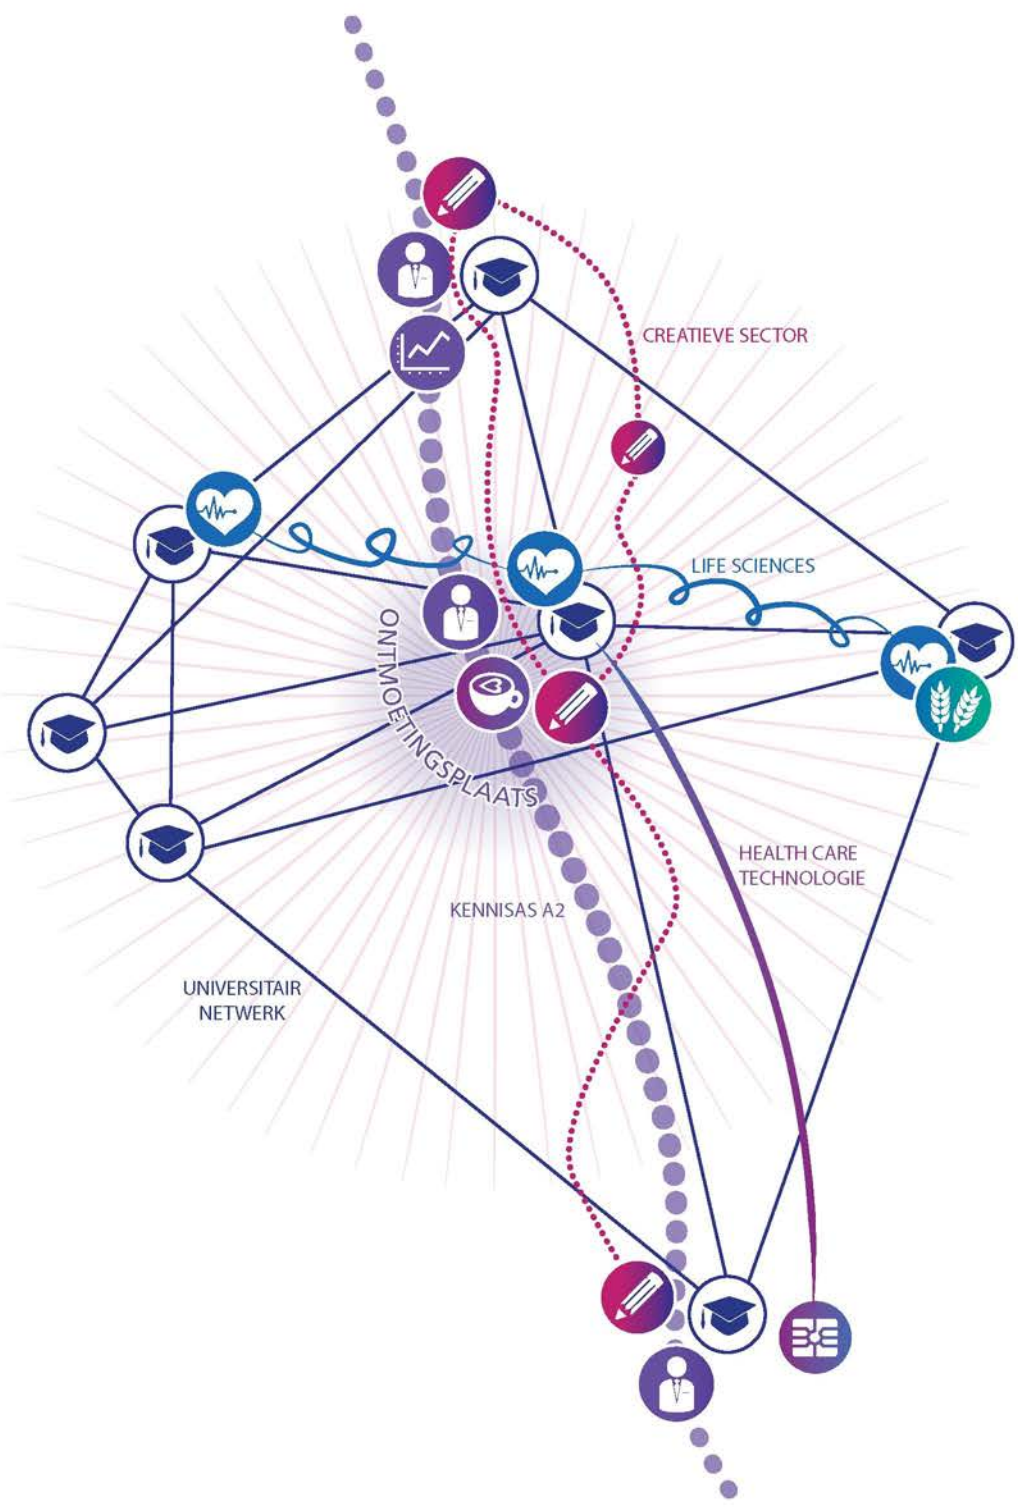 CREATIEVE SECTOR
LIFE SCIENCES
ONTMOETINGSPLAATS
HEALTH CARE
TECHNOLOGIE
KENNISAS A2
UNIVERSITAIR
NETWERK